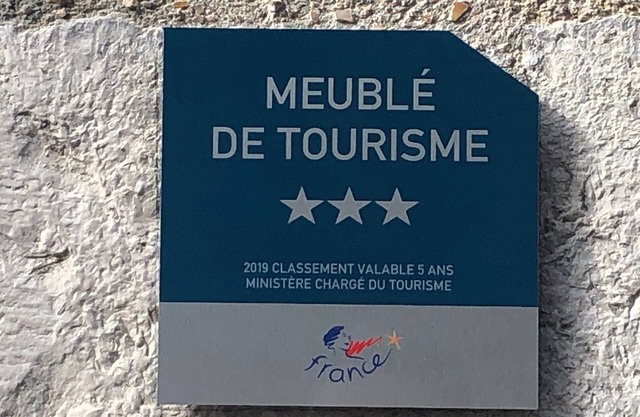 MEUBLÉ
DE TOURISME
2019 CLASSEMENT VALABLE 5 ANS
MINISTÈRE CHARGÉ DU TOURISME
france